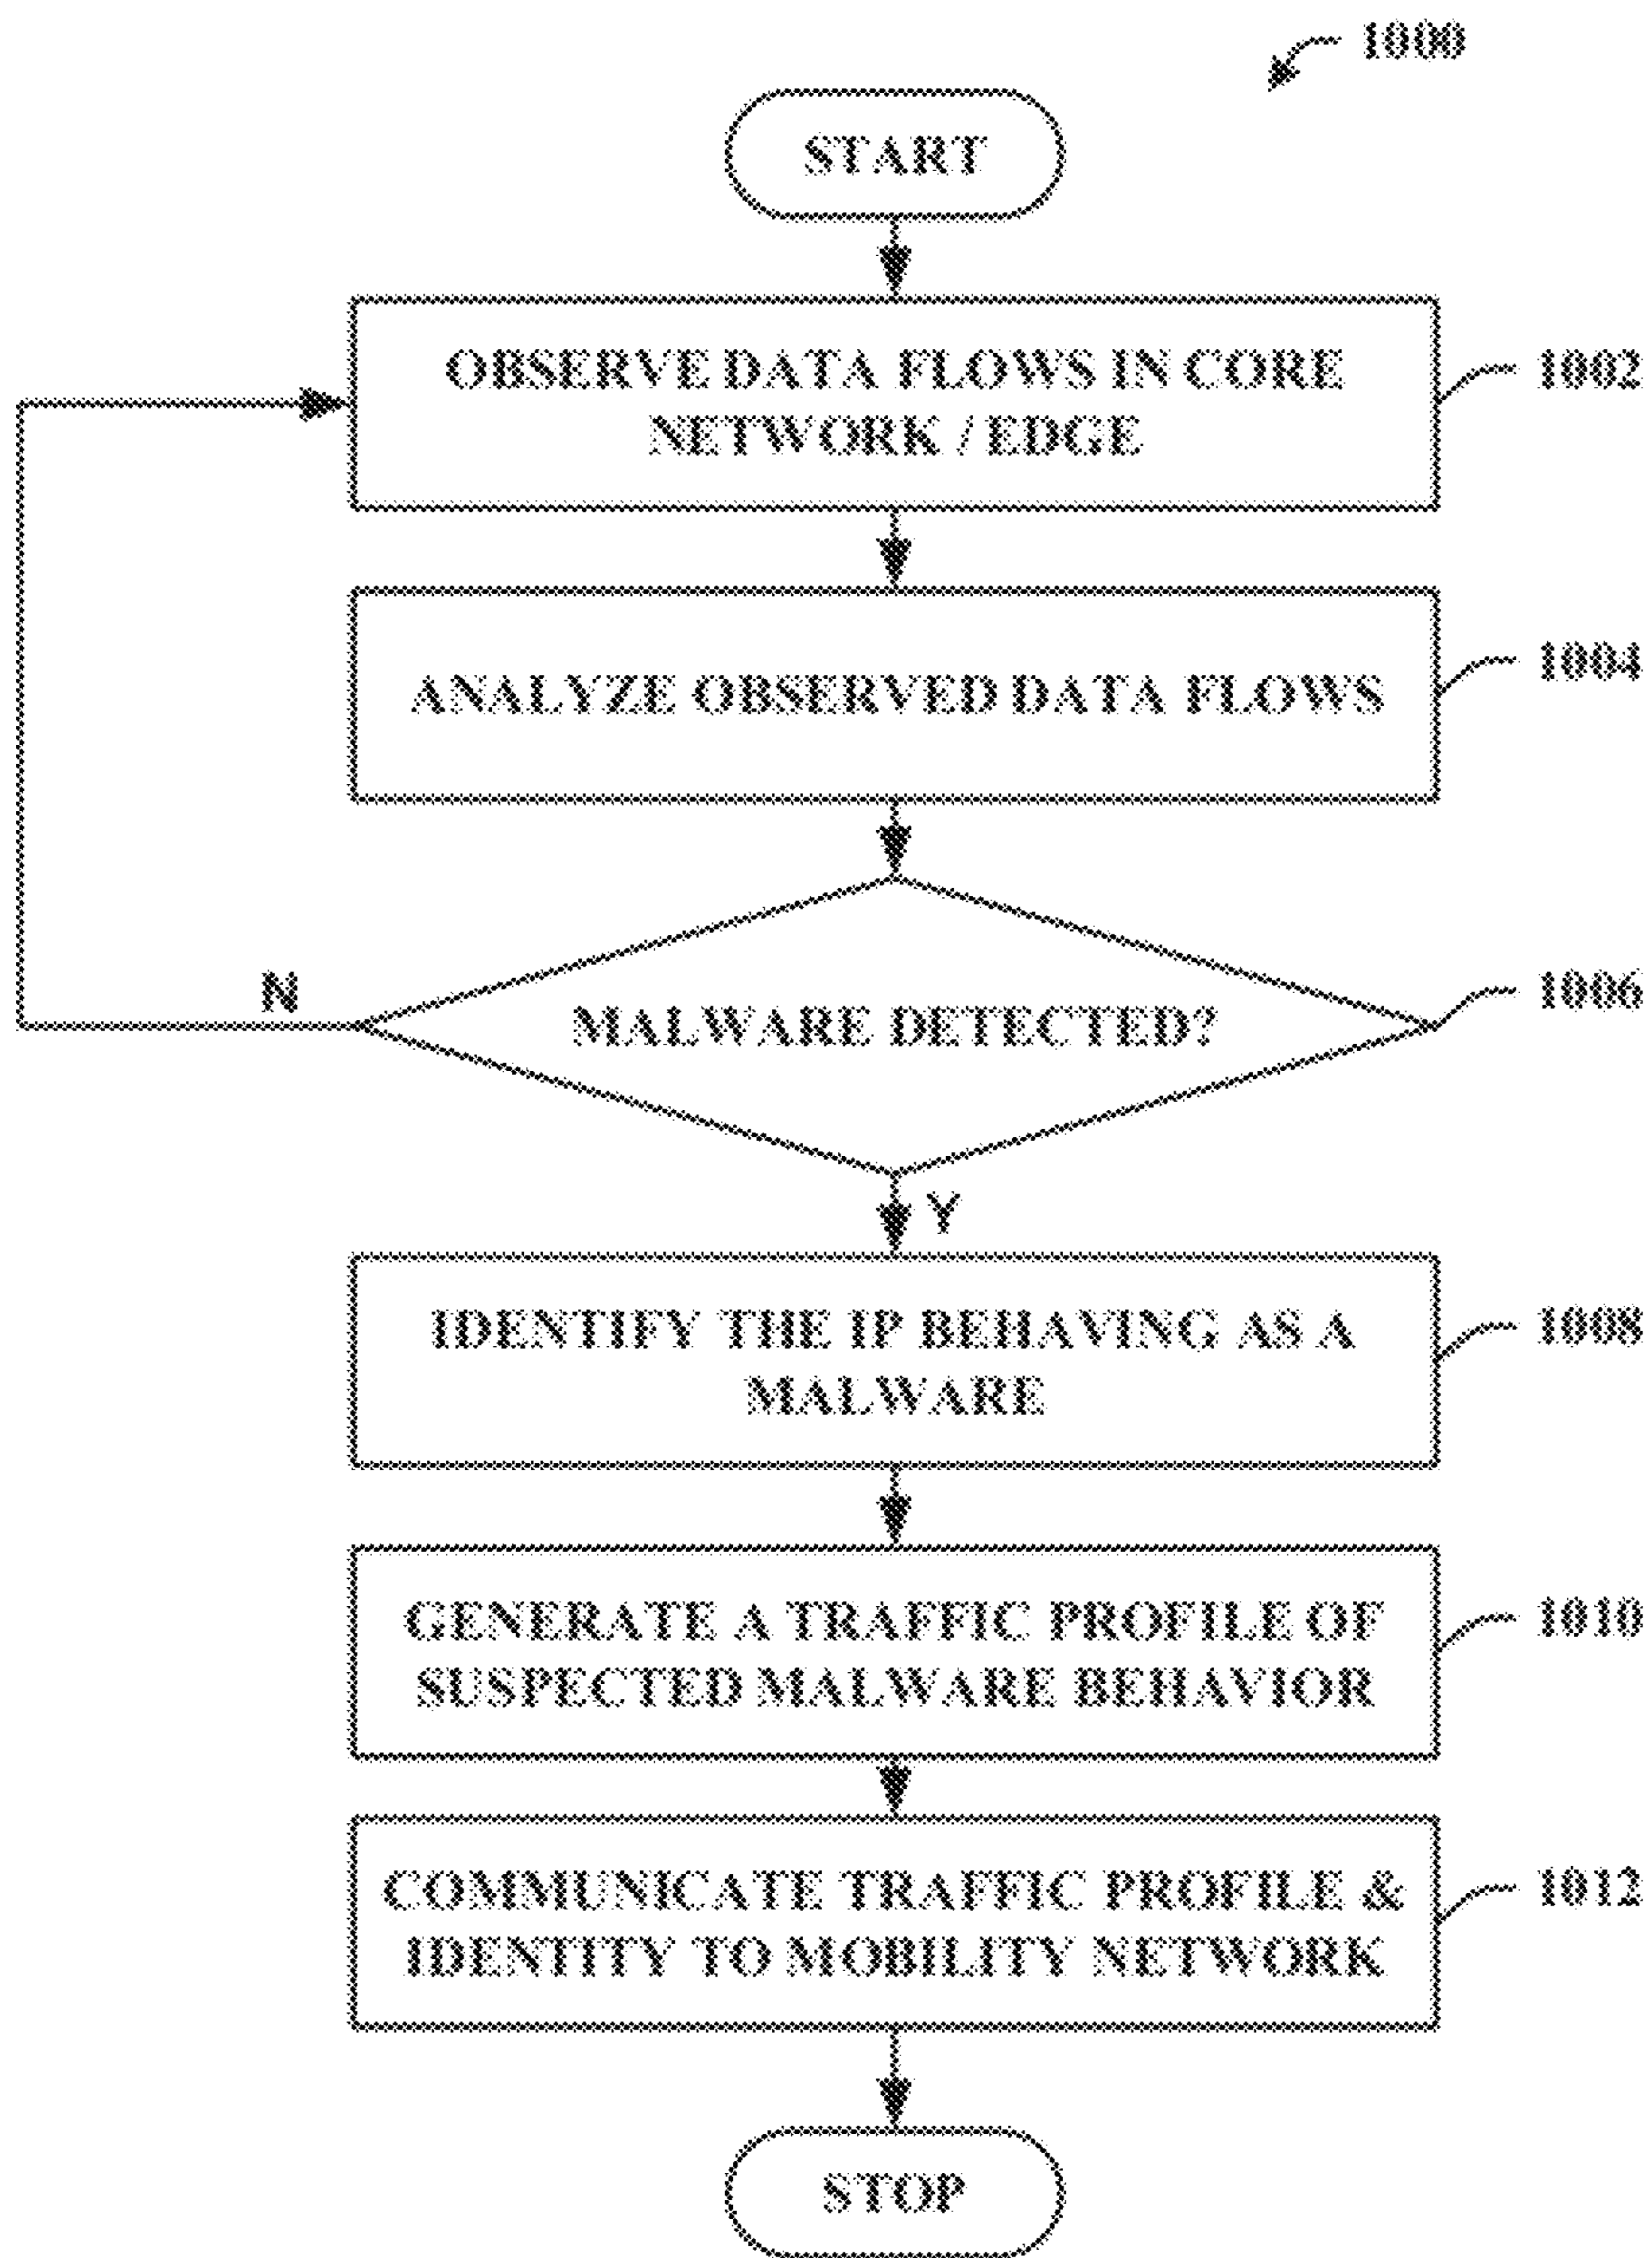 1000
START
OBSERVE DATA FLOWS IN CORE
NETWORK / EDGE
1002
ANALYZE OBSERVED DATA FLOWS
1004
N
MALWARE DETECTED?
1006
Y
IDENTIFY THE IP BEHAVING AS A
MALWARE
1008
GENERATE A TRAFFIC PROFILE OF
SUSPECTED MALWARE BEHAVIOR
1010
COMMUNICATE TRAFFIC PROFILE &
IDENTITY TO MOBILITY NETWORK
1012
STOP